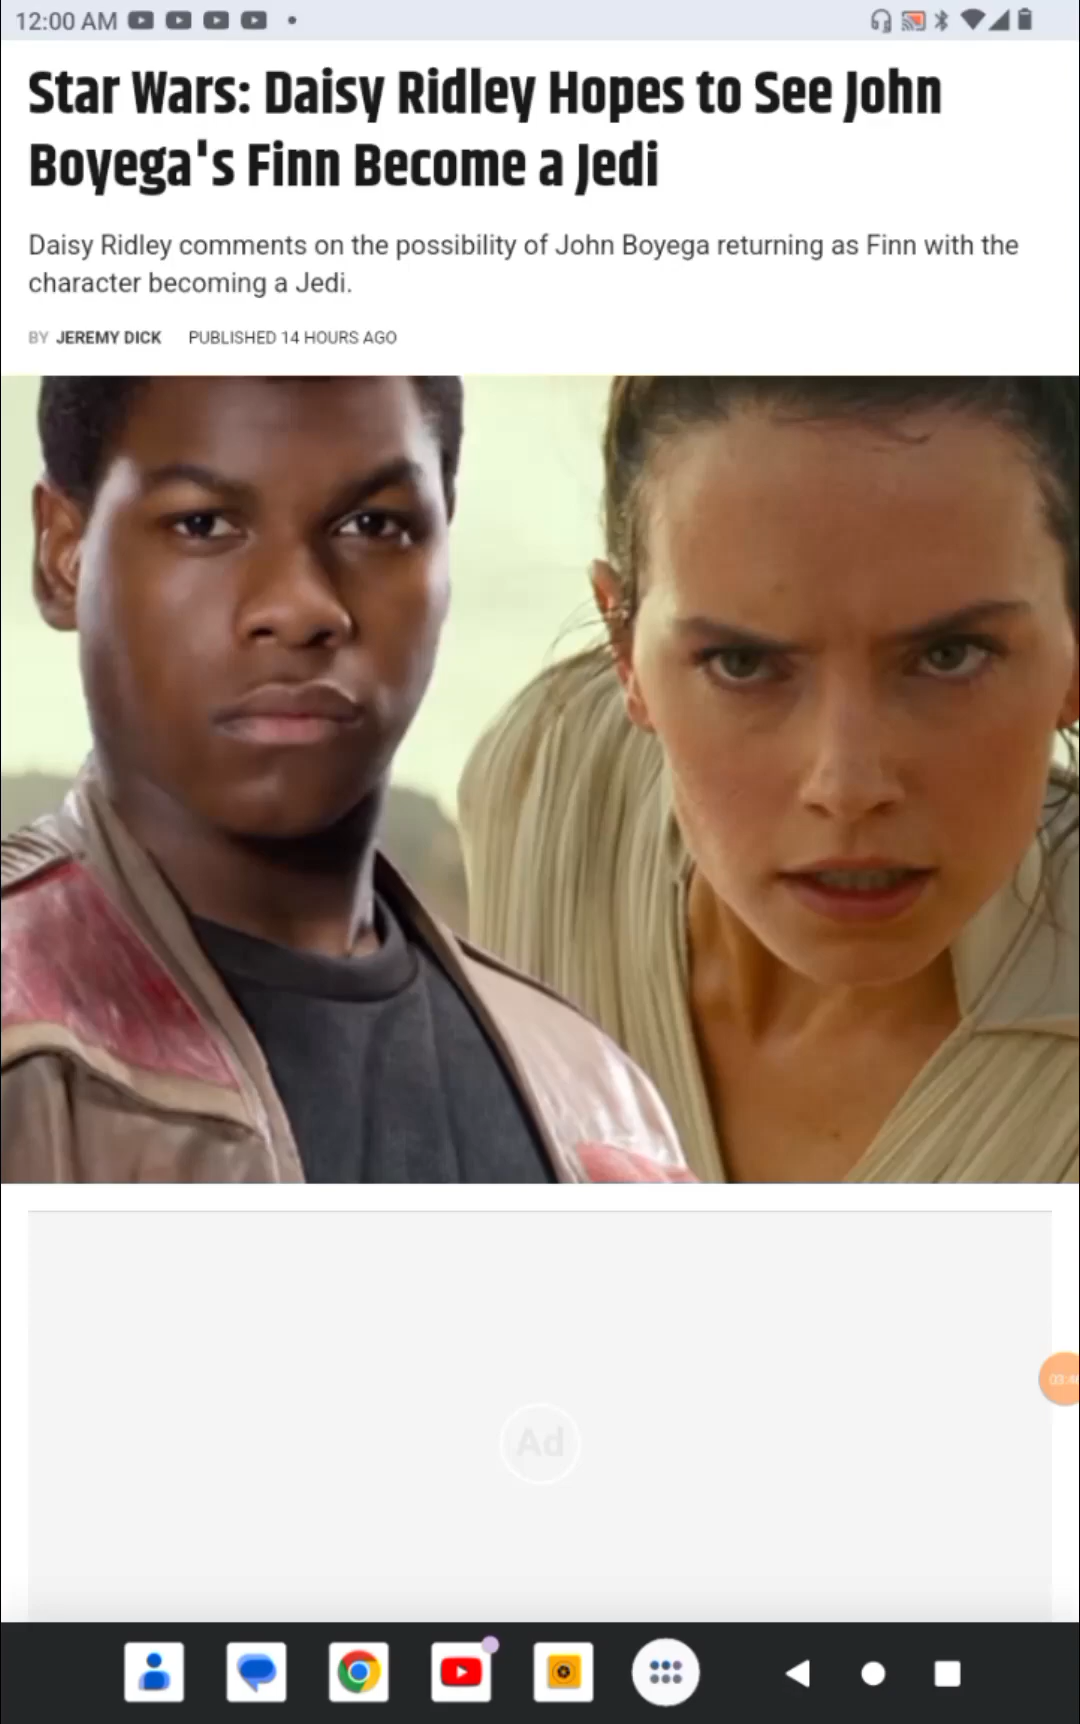 12:00 AM
Star Wars: Daisy Ridley Hopes to See John
Boyega's Finn Become a Jedi
Daisy Ridley comments on the possibility of John Boyega returning as Finn with the
character becoming a Jedi.
BY JEREMY DICK PUBLISHED 14 HOURS AGO
Ad